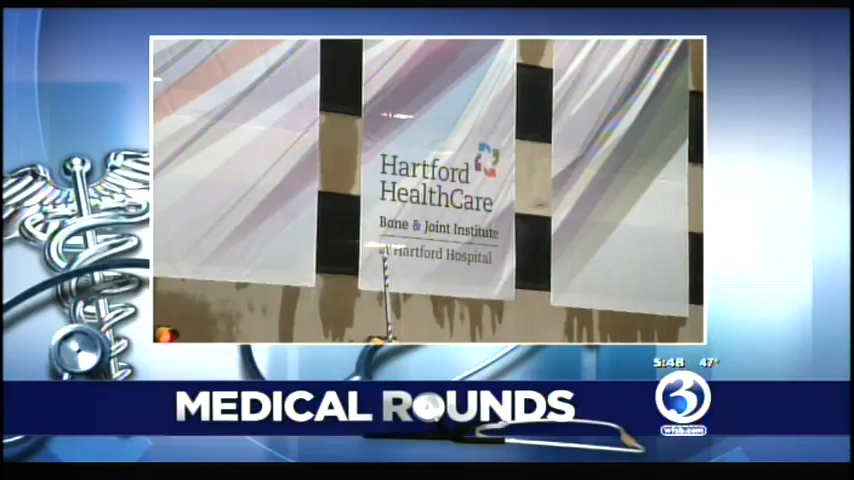 Hartford
HealthCare
Bone & Joint Institute
at Hartford Hospital
5:48 47°
MEDICAL ROUNDS
3
wfsb.com